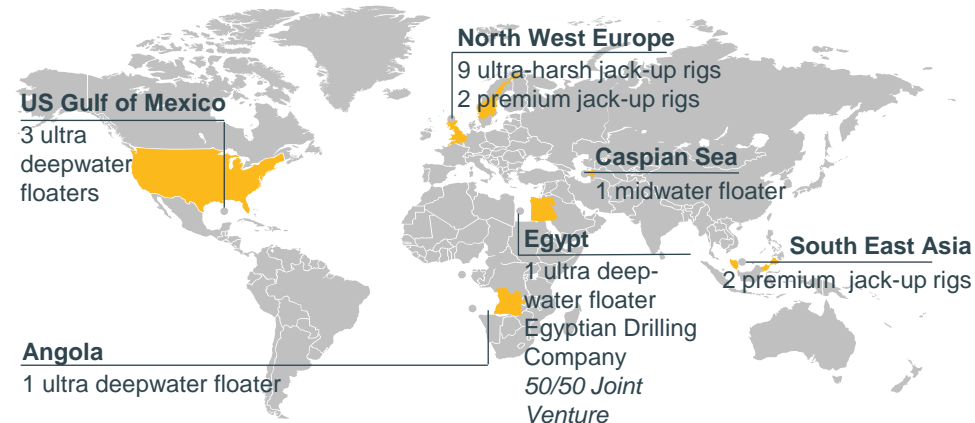 North West Europe
9 ultra-harsh jack-up rigs
2 premium jack-up rigs
US Gulf of Mexico
3 ultra
deepwater
floaters
Caspian Sea
1 midwater floater
Egypt
1 ultra deep-
water floater
Egyptian Drilling
Company
50/50 Joint
Venture
South East Asia
2 premium jack-up rigs
Angola
1 ultra deepwater floater